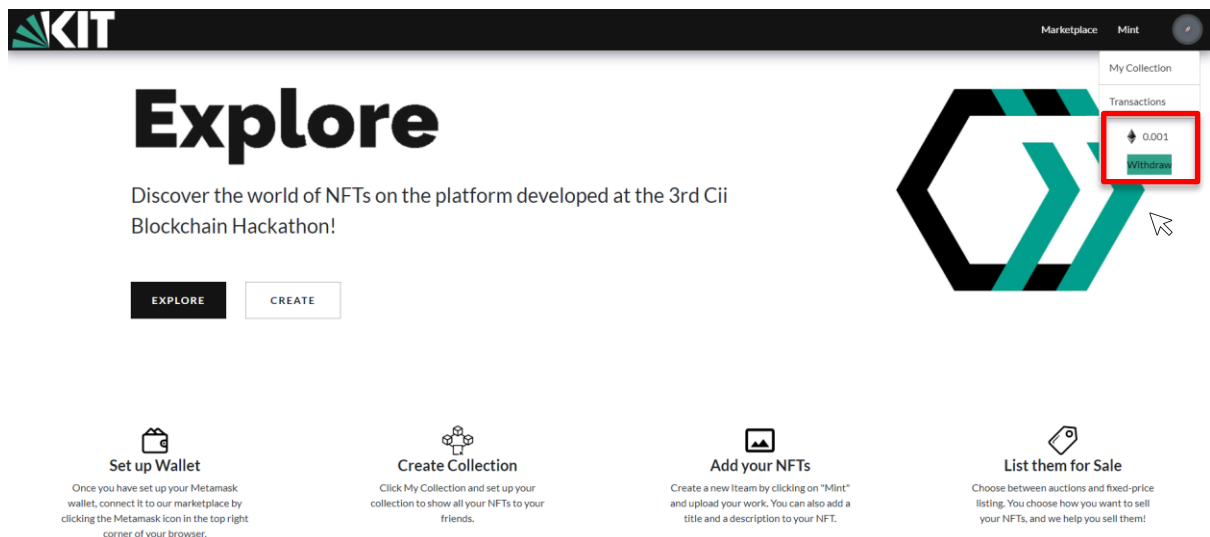 KIT
Marketplace Mint
My Collection
Transactions
0.001
Withdraw
Explore
Discover the world of NFTs on the platform developed at the 3rd Cii
Blockchain Hackathon!
EXPLORE CREATE
Set up Wallet
Once you have set up your Metamask
wallet, connect it to our marketplace by
clicking the Metamask icon in the top right
corner of your browser.
Create Collection
Click My Collection and set up your
collection to show all your NFTs to your
friends.
Add your NFTs
Create a new Iteam by clicking on "Mint"
and upload your work. You can also add a
title and a description to your NFT.
List them for Sale
Choose between auctions and fixed-price
listing. You choose how you want to sell
your NFTs, and we help you sell them!